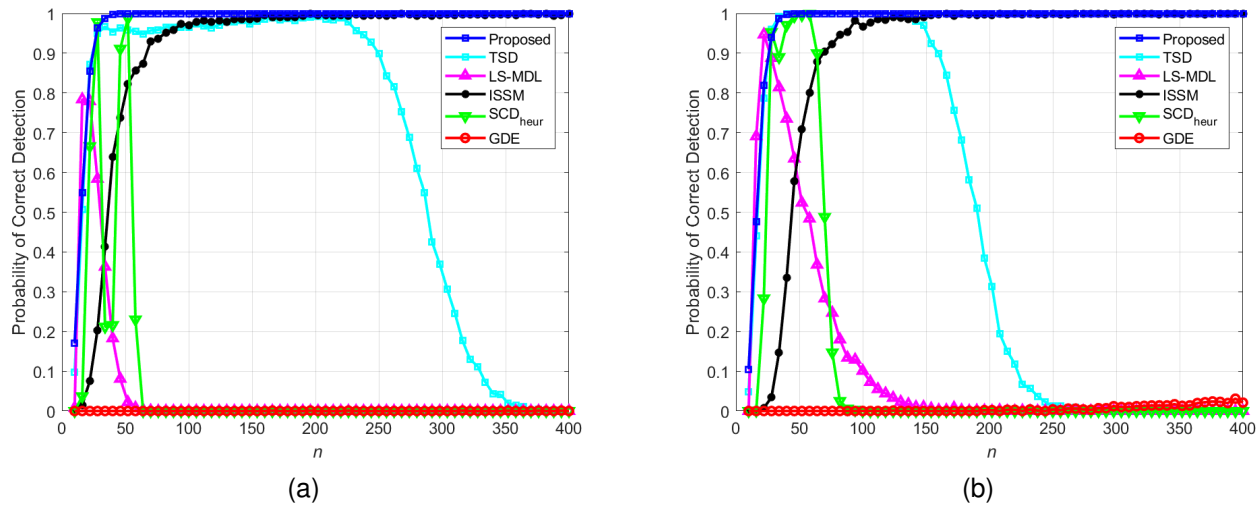 1
0.9
0.8
0.7
0.6
0.5
0.4
0.3
0.2
0.1
0
Probability of Correct Detection
0 50 100 150 200 250 300 350 400
n
Proposed
TSD
LS-MDL
ISSM
SCD_heur
GDE
(a)
1
0.9
0.8
0.7
0.6
0.5
0.4
0.3
0.2
0.1
0
Probability of Correct Detection
0 50 100 150 200 250 300 350 400
n
Proposed
TSD
LS-MDL
ISSM
SCD_heur
GDE
(b)